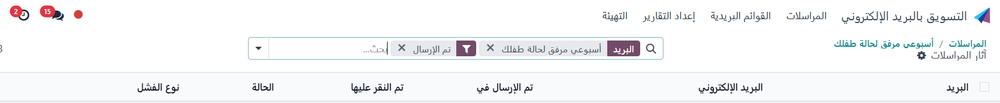 التسويق بالبريد الإلكتروني المراسلات القوائم البريدية إعداد التقارير التهيئة 15 2
المراسلات / أسبوعي مرفق لحالة طفلك
آثار المراسلات
البريد أسبوعي مرفق لحالة طفلك تم الإرسال بحث...
البريد البريد الإلكتروني تم الإرسال في تم النقر عليها الحالة نوع الفشل